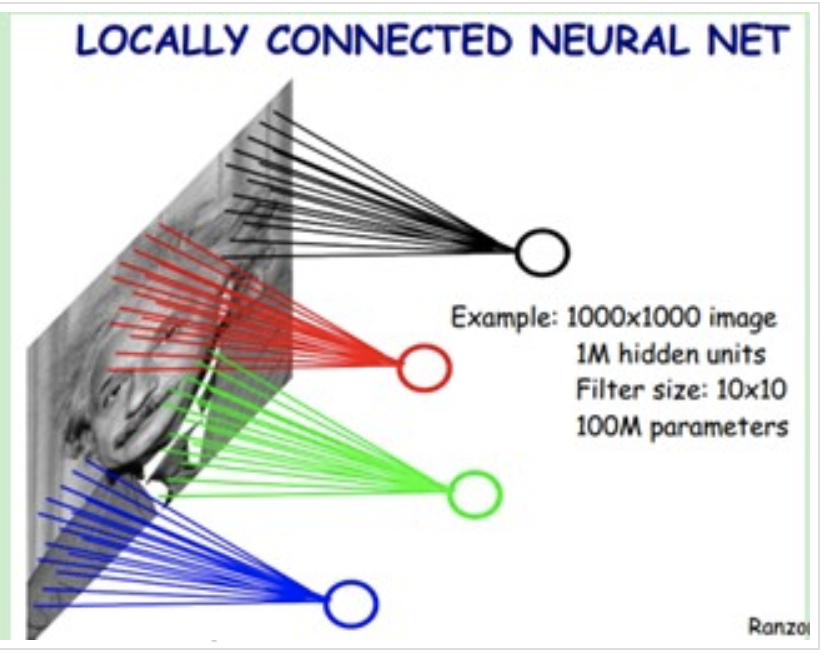 LOCALLY CONNECTED NEURAL NET
Example: 1000x1000 image
1M hidden units
Filter size: 10x10
100M parameters